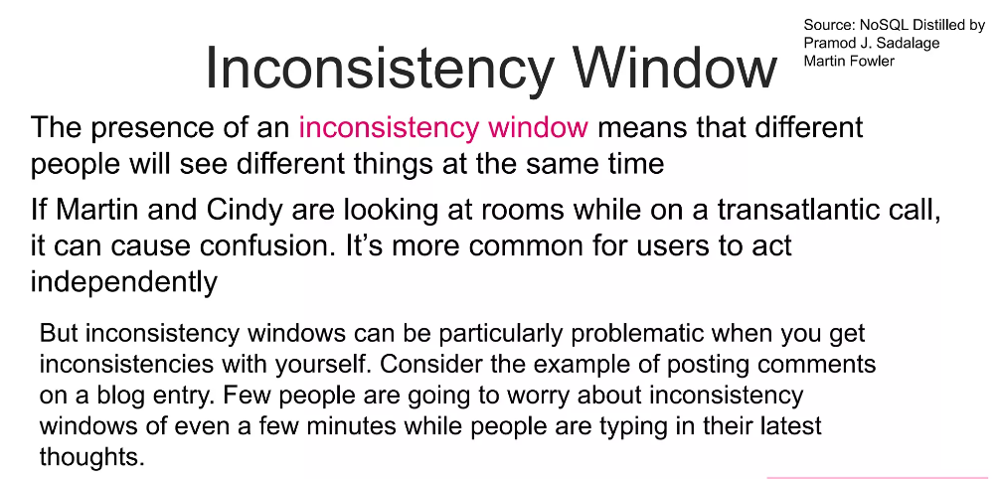 Source: NoSQL Distilled by
Pramod J. Sadalage
Martin Fowler
Inconsistency Window
The presence of an inconsistency window means that different
people will see different things at the same time
If Martin and Cindy are looking at rooms while on a transatlantic call,
it can cause confusion. It’s more common for users to act
independently
But inconsistency windows can be particularly problematic when you get
inconsistencies with yourself. Consider the example of posting comments
on a blog entry. Few people are going to worry about inconsistency
windows of even a few minutes while people are typing in their latest
thoughts.